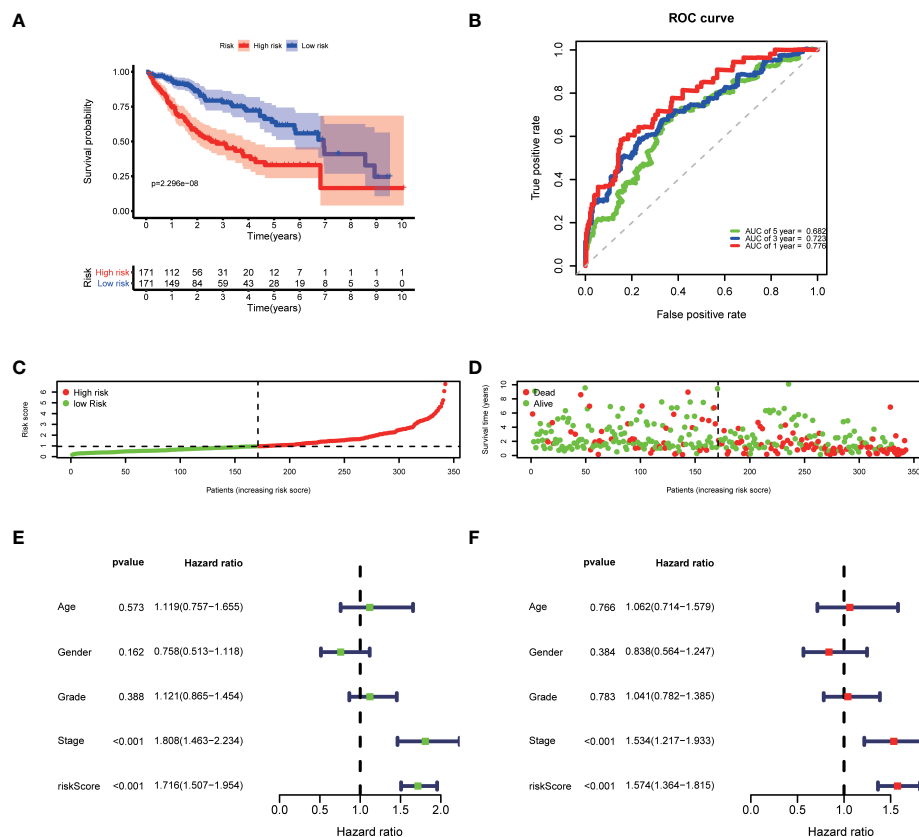 A
Risk High risk Low risk
Survival probability
1.00
0.75
0.50
0.25
0.00
p=2.296e−08
0 1 2 3 4 5 6 7 8 9 10
Time(years)
Risk
High risk 171 112 56 31 20 12 7 1 1 1 1
Low risk 171 149 84 59 43 28 19 8 5 3 0
0 1 2 3 4 5 6 7 8 9 10
Time(years)
B
ROC curve
True positive rate
1.0
0.8
0.6
0.4
0.2
0.0
AUC of 5 year = 0.682
AUC of 3 year = 0.723
AUC of 1 year = 0.776
0.0 0.2 0.4 0.6 0.8 1.0
False positive rate
C
Risk score
6
5
4
3
2
1
0
High risk
low Risk
0 50 100 150 200 250 300 350
Patients (increasing risk socre)
D
Survival time (years)
10
8
6
4
2
0
Dead
Alive
0 50 100 150 200 250 300 350
Patients (increasing risk socre)
E
pvalue Hazard ratio
Age 0.573 1.119(0.757−1.655)
Gender 0.162 0.758(0.513−1.118)
Grade 0.388 1.121(0.865−1.454)
Stage <0.001 1.808(1.463−2.234)
riskScore <0.001 1.716(1.507−1.954)
0.0 0.5 1.0 1.5 2.0
Hazard ratio
F
pvalue Hazard ratio
Age 0.766 1.062(0.714−1.579)
Gender 0.384 0.838(0.564−1.247)
Grade 0.783 1.041(0.782−1.385)
Stage <0.001 1.534(1.217−1.933)
riskScore <0.001 1.574(1.364−1.815)
0.0 0.5 1.0 1.5
Hazard ratio